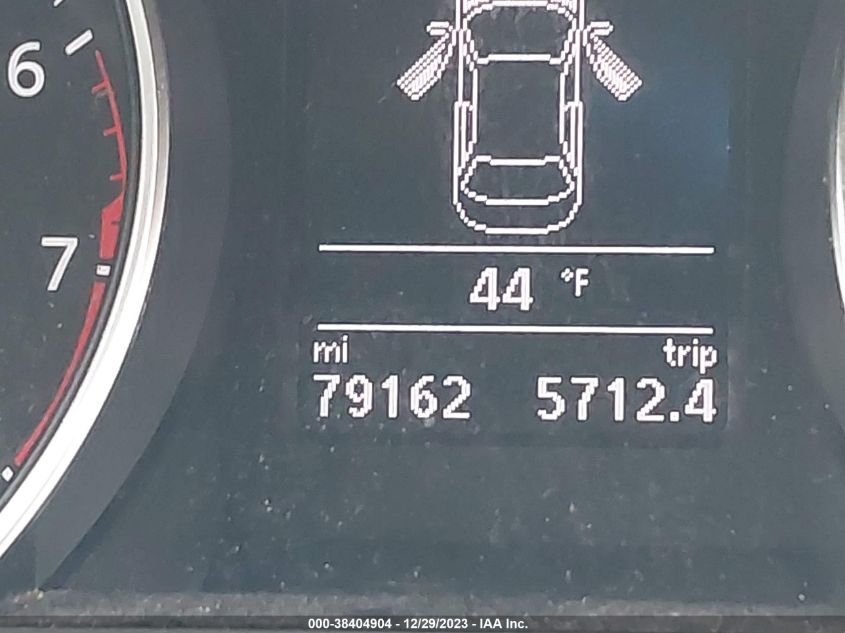 6
7
44 °F
mi trip
79162 5712.4
000-38404904 - 12/29/2023 - IAA Inc.